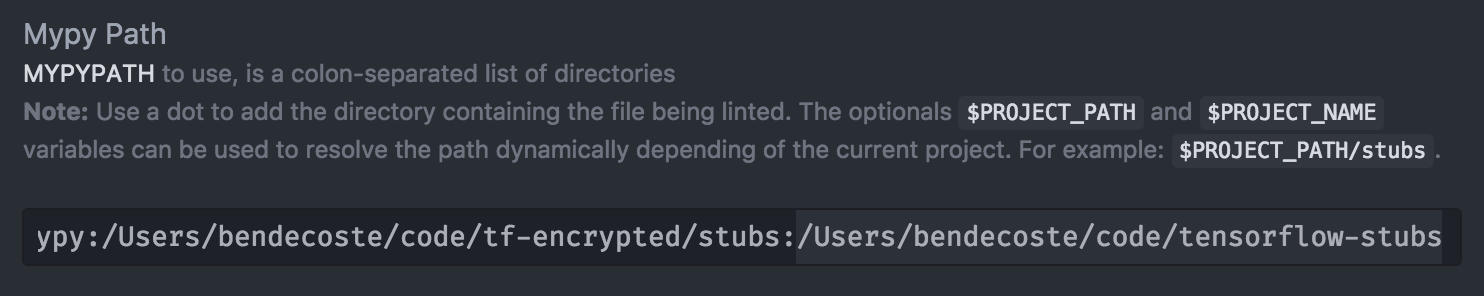 Mypy Path
MYPYPATH to use, is a colon-separated list of directories
Note: Use a dot to add the directory containing the file being linted. The optionals $PROJECT_PATH and $PROJECT_NAME
variables can be used to resolve the path dynamically depending of the current project. For example: $PROJECT_PATH/stubs .
ypy:/Users/bendecoste/code/tf-encrypted/stubs:/Users/bendecoste/code/tensorflow-stubs